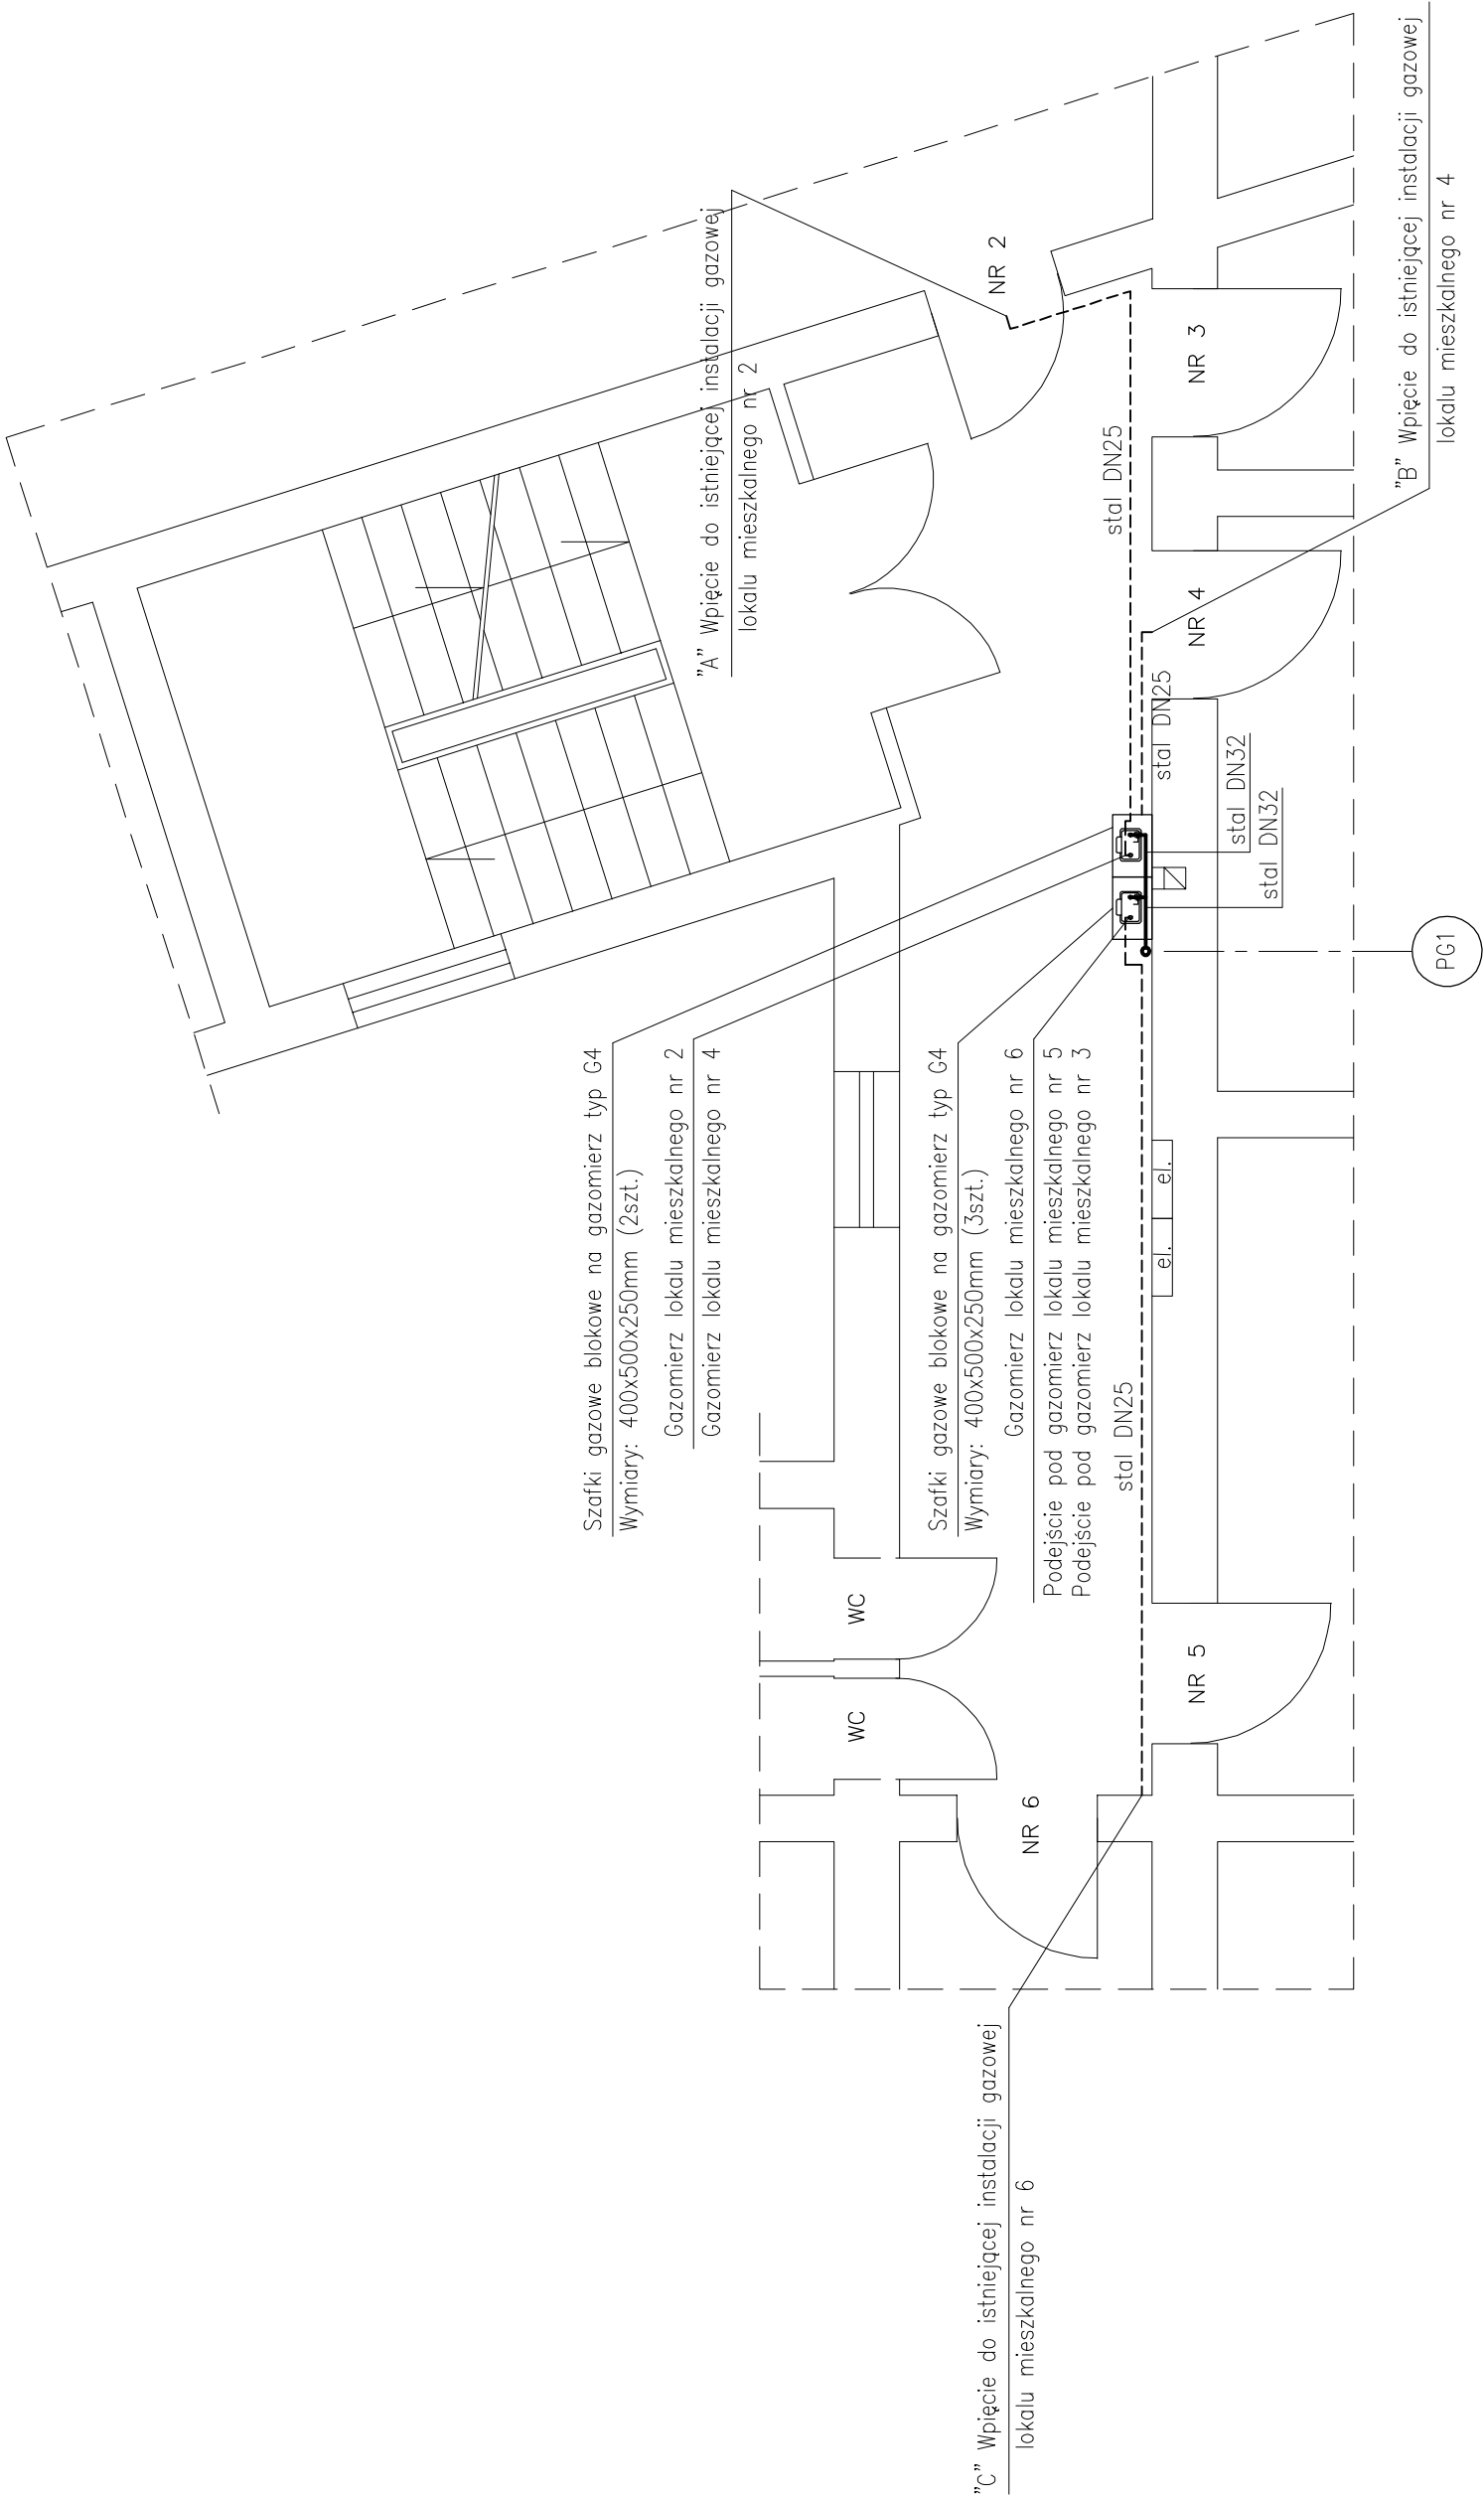 "A" Wpięcie do istniejącej instalacji gazowej
lokalu mieszkalnego nr 2
NR 2
NR 3
"B" Wpięcie do istniejącej instalacji gazowej
lokalu mieszkalnego nr 4
stal DN25
NR 4
stal DN25
stal DN32
stal DN32
PG1
Szafki gazowe blokowe na gazomierz typ G4
Wymiary: 400x500x250mm (2szt.)
Gazomierz lokalu mieszkalnego nr 2
Gazomierz lokalu mieszkalnego nr 4
Szafki gazowe blokowe na gazomierz typ G4
Wymiary: 400x500x250mm (3szt.)
Gazomierz lokalu mieszkalnego nr 6
Podejście pod gazomierz lokalu mieszkalnego nr 5
Podejście pod gazomierz lokalu mieszkalnego nr 3
el.
el.
stal DN25
WC
WC
NR 5
NR 6
"C" Wpięcie do istniejącej instalacji gazowej
lokalu mieszkalnego nr 6